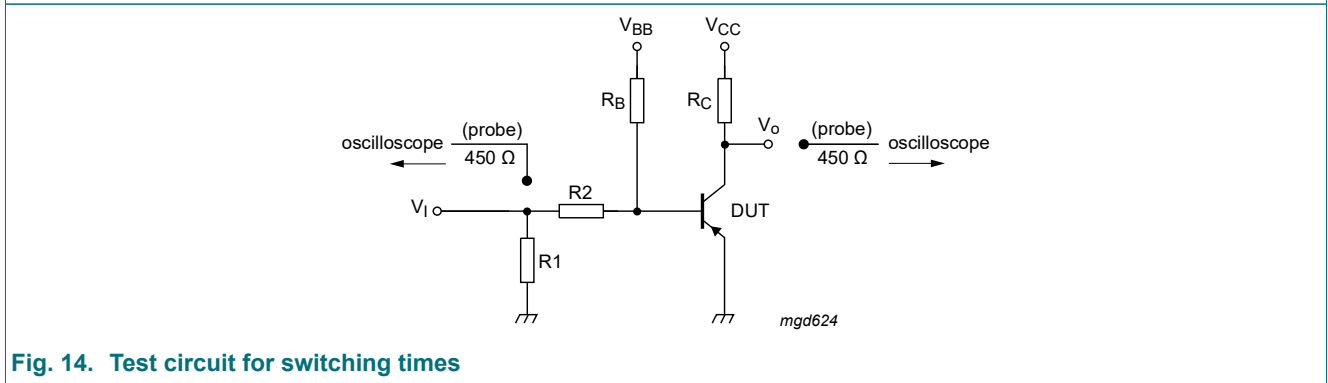 VBB
VCC
RB
RC
Vo
oscilloscope
(probe)
450 Ω
(probe)
450 Ω
oscilloscope
R2
VI
DUT
R1
mgd624
Fig. 14. Test circuit for switching times